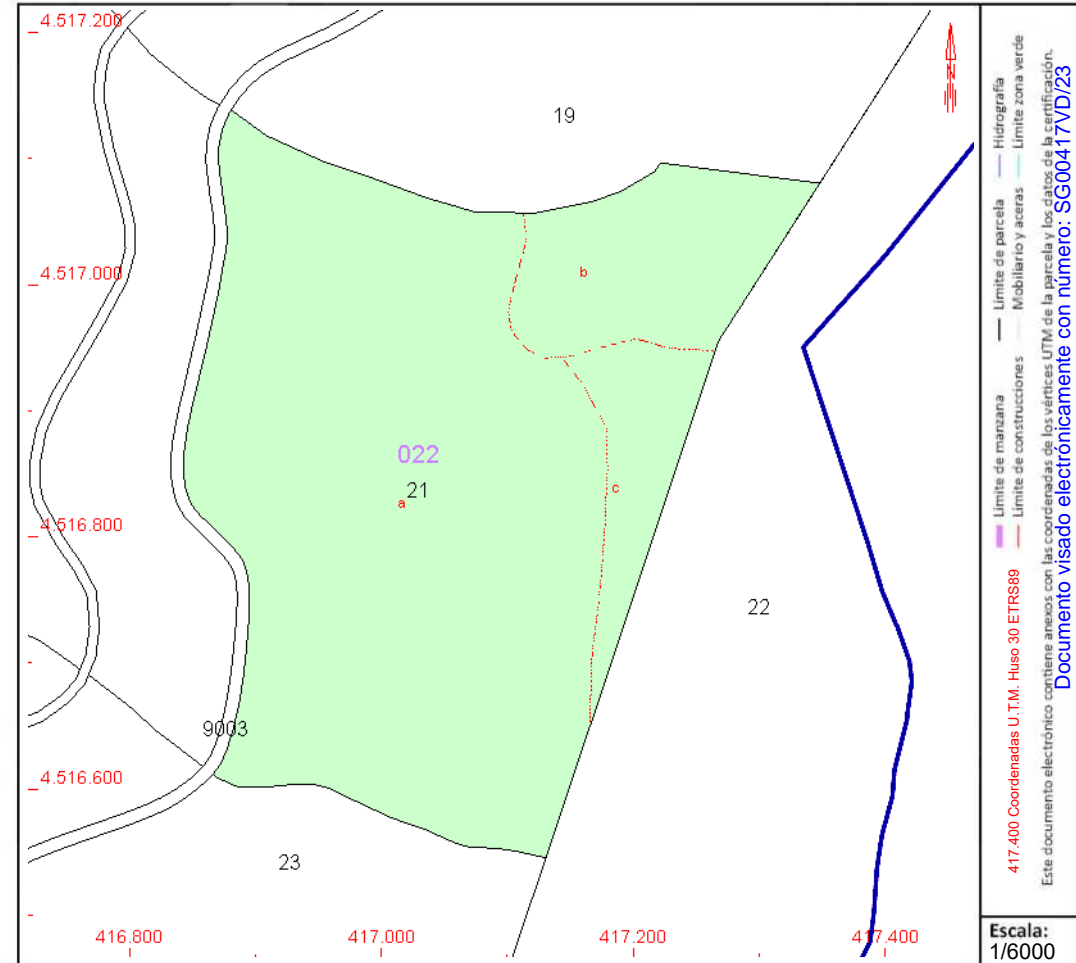 4.517.200
19
4.517.000
b
022
21
a
c
4.516.800
22
9003
4.516.600
23
416.800
417.000
417.200
417.400
N
417.400 Coordenadas U.T.M. Huso 30 ETRS89
Límite de manzana
Límite de parcela
Hidrografía
Límite de construcciones
Mobiliario y aceras
Límite zona verde
Este documento electrónico contiene anexos con las coordenadas de los vértices UTM de la parcela y los datos de la certificación.
Documento visado electrónicamente con número: SG00417VD/23
Escala:
1/6000